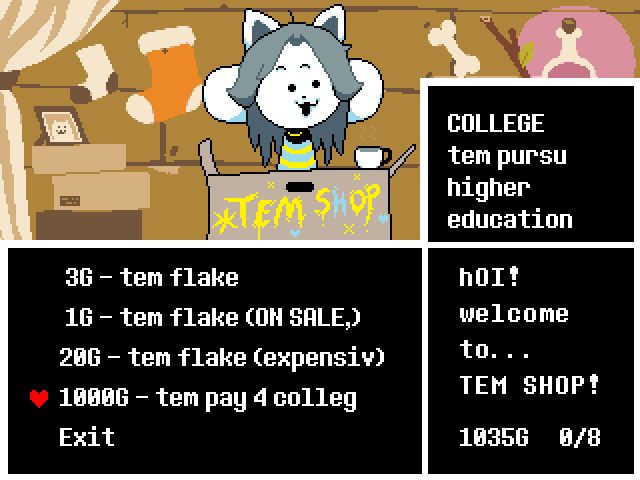 TEM SHOP
COLLEGE
tem pursu
higher
education
3G - tem flake
1G - tem flake (ON SALE,)
20G - tem flake (expensiv)
1000G - tem pay 4 colleg
Exit
hOI!
welcome
to...
TEM SHOP!
1035G 0/8